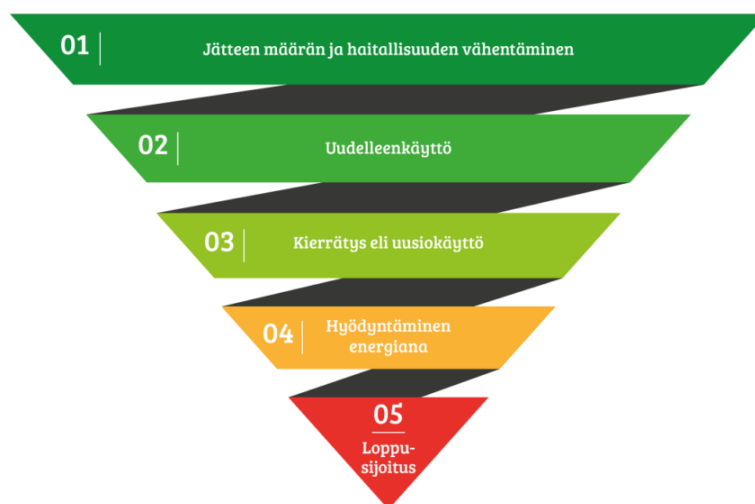 01 Jätteen määrän ja haitallisuuden vähentäminen
02 Uudelleenkäyttö
03 Kierrätys eli uusiokäyttö
04 Hyödyntäminen
energiana
05
Loppu-
sijoitus